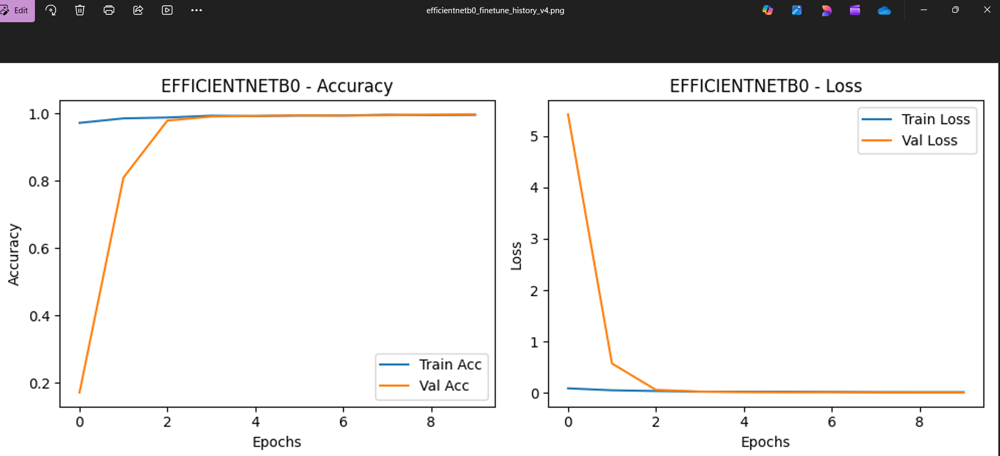 Edit
efficientnetb0_finetune_history_v4.png
EFFICIENTNETB0 - Accuracy
1.0
0.8
0.6
0.4
0.2
Accuracy
Train Acc
Val Acc
0 2 4 6 8
Epochs
EFFICIENTNETB0 - Loss
Train Loss
Val Loss
5
4
3
2
1
0
Loss
0 2 4 6 8
Epochs